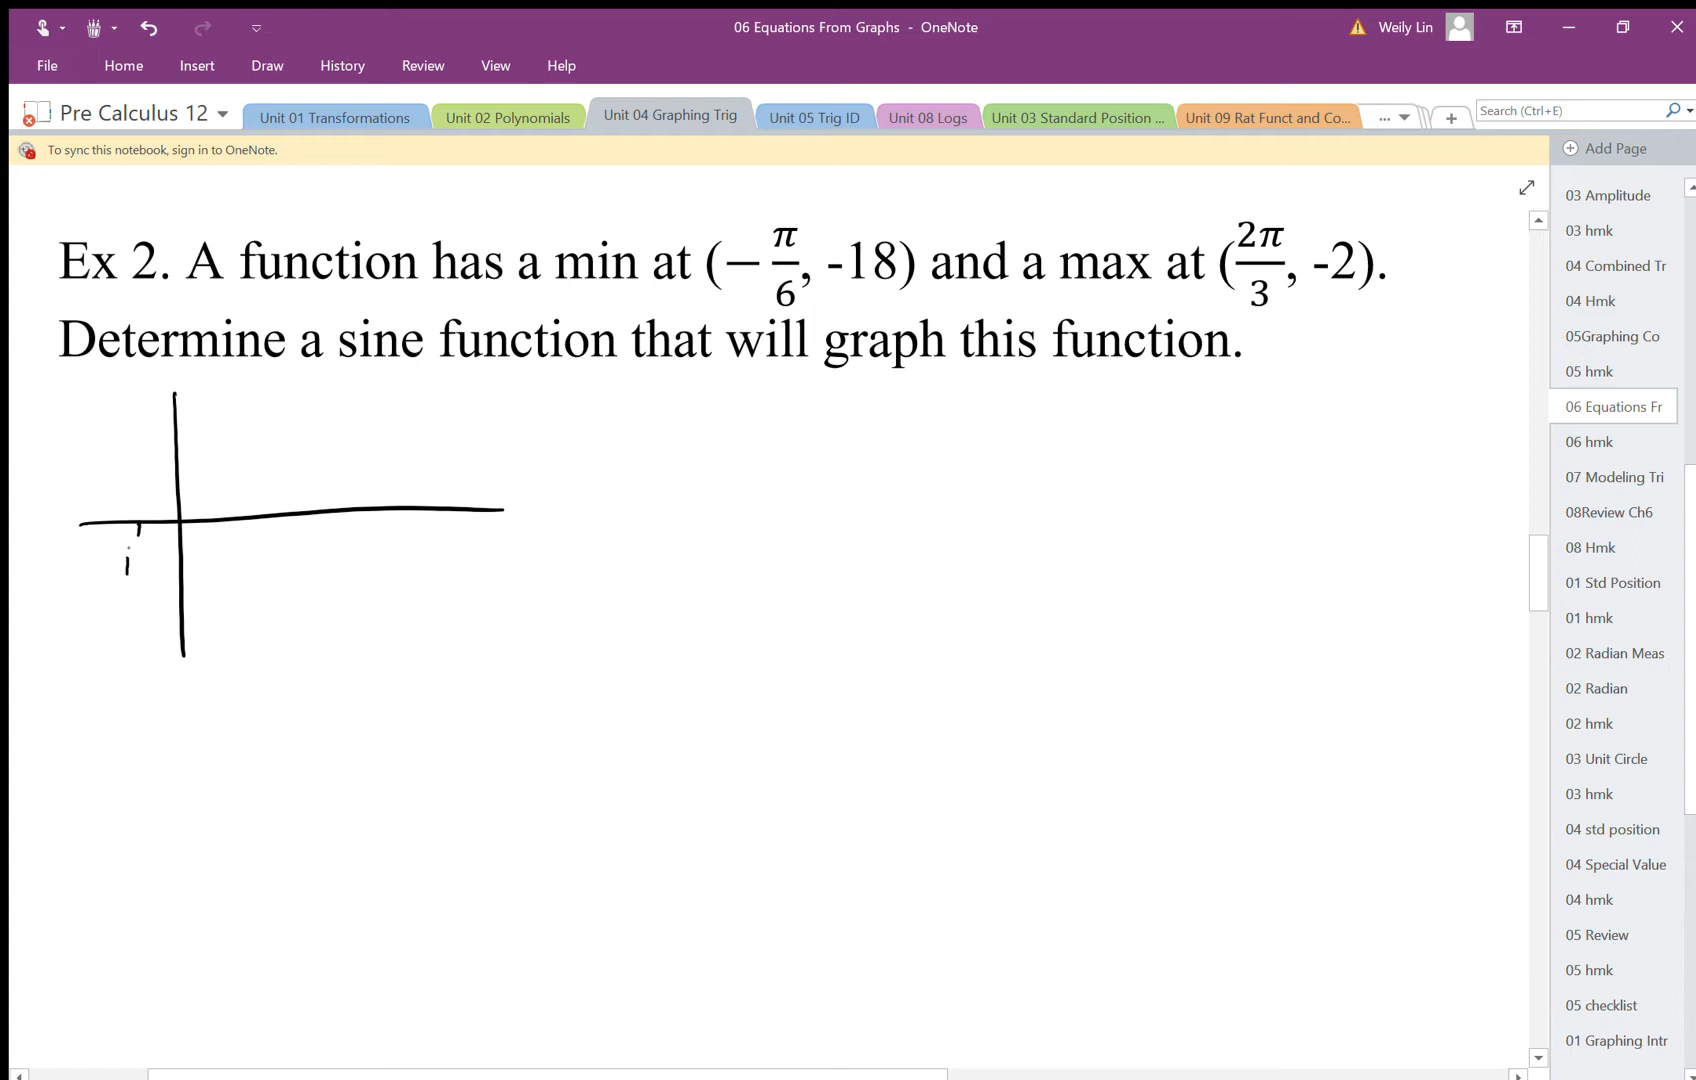 06 Equations From Graphs - OneNote
Weily Lin
File Home Insert Draw History Review View Help
Pre Calculus 12
Unit 01 Transformations
Unit 02 Polynomials
Unit 04 Graphing Trig
Unit 05 Trig ID
Unit 08 Logs
Unit 03 Standard Position ...
Unit 09 Rat Funct and Co...
...
Search (Ctrl+E)
To sync this notebook, sign in to OneNote.
Ex 2. A function has a min at (−π/6, -18) and a max at (2π/3, -2).
Determine a sine function that will graph this function.
Add Page
03 Amplitude
03 hmk
04 Combined Tr
04 Hmk
05Graphing Co
05 hmk
06 Equations Fr
06 hmk
07 Modeling Tri
08Review Ch6
08 Hmk
01 Std Position
01 hmk
02 Radian Meas
02 Radian
02 hmk
03 Unit Circle
03 hmk
04 std position
04 Special Value
04 hmk
05 Review
05 hmk
05 checklist
01 Graphing Intr